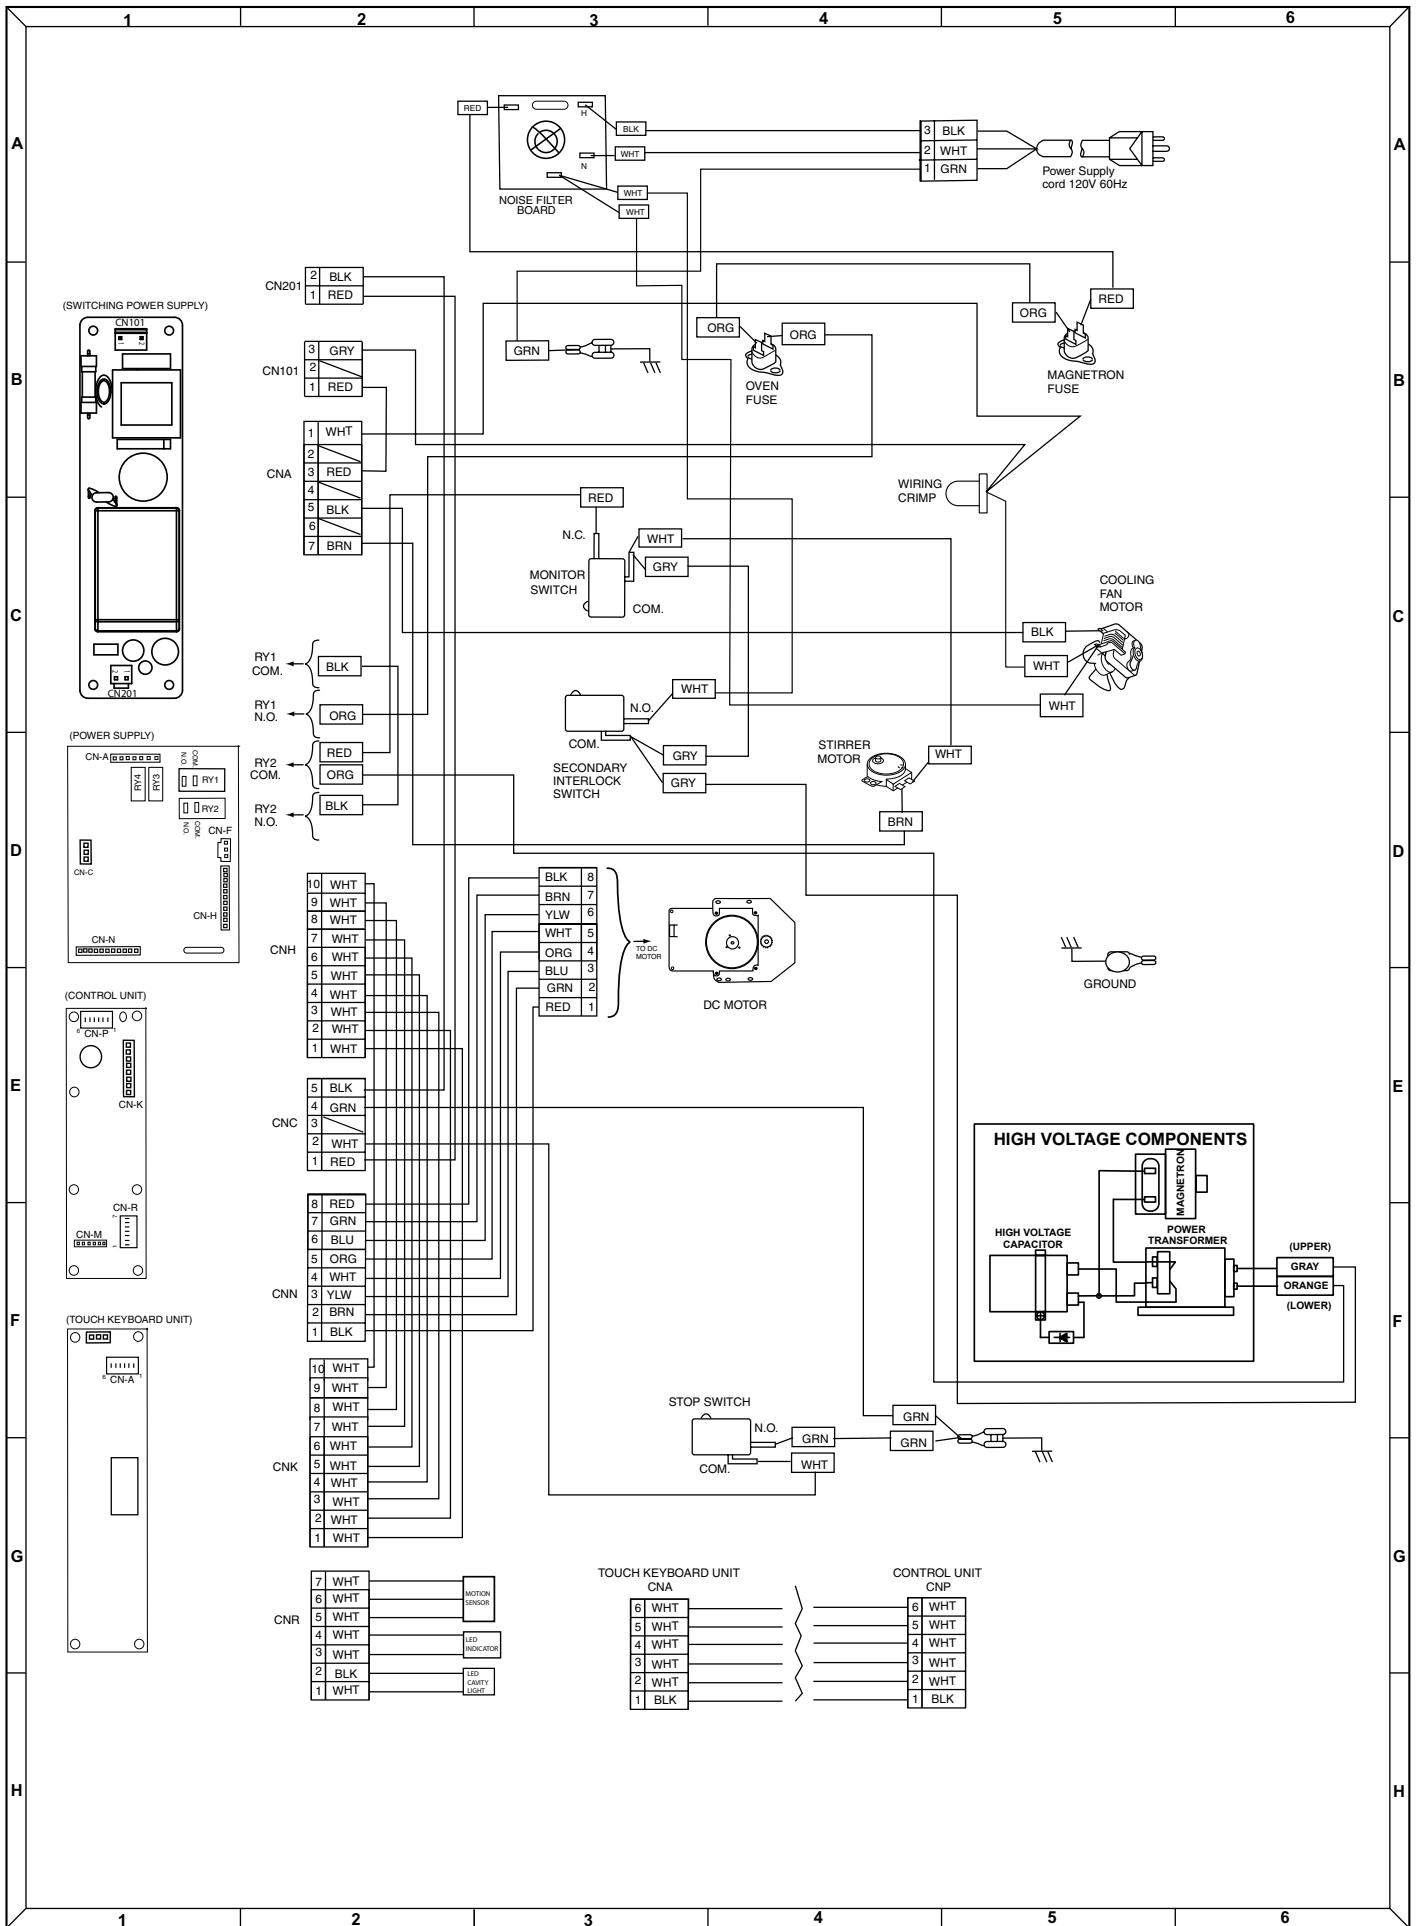 1 2 3 4 5 6
A A
RED
H
BLK
WHT
N
WHT
WHT
NOISE FILTER
BOARD
3 BLK
2 WHT
1 GRN
Power Supply
cord 120V 60Hz
B B
(SWITCHING POWER SUPPLY)
CN101
1 2
2 1
CN201
CN201
2 BLK
1 RED
CN101
3 GRY
2
1 RED
CNA
1 WHT
2
3 RED
4
5 BLK
6
7 BRN
GRN
ORG
ORG
OVEN
FUSE
ORG
RED
MAGNETRON
FUSE
WIRING
CRIMP
C C
RED
N.C.
WHT
GRY
MONITOR
SWITCH
COM.
COOLING
FAN
MOTOR
BLK
WHT
WHT
RY1
COM.
BLK
RY1
N.O.
ORG
RY2
COM.
RED
ORG
RY2
N.O.
BLK
WHT
N.O.
COM.
GRY
GRY
SECONDARY
INTERLOCK
SWITCH
STIRRER
MOTOR
WHT
BRN
D D
(POWER SUPPLY)
CN-A
N.O.
COM.
RY4
RY3
RY1
RY2
N.O.
COM.
CN-F
CN-C
CN-H
CN-N
CNH
10 WHT
9 WHT
8 WHT
7 WHT
6 WHT
5 WHT
4 WHT
3 WHT
2 WHT
1 WHT
BLK 8
BRN 7
YLW 6
WHT 5
ORG 4
BLU 3
GRN 2
RED 1
TO DC
MOTOR
DC MOTOR
GROUND
E E
(CONTROL UNIT)
6 1
CN-P
CN-K
CN-R
7
1
CN-M
CNC
5 BLK
4 GRN
3
2 WHT
1 RED
HIGH VOLTAGE COMPONENTS
MAGNETRON
HIGH VOLTAGE
CAPACITOR
POWER
TRANSFORMER
(UPPER)
GRAY
ORANGE
(LOWER)
F F
CNN
8 RED
7 GRN
6 BLU
5 ORG
4 WHT
3 YLW
2 BRN
1 BLK
(TOUCH KEYBOARD UNIT)
6 1
CN-A
CNK
10 WHT
9 WHT
8 WHT
7 WHT
6 WHT
5 WHT
4 WHT
3 WHT
2 WHT
1 WHT
STOP SWITCH
N.O.
COM.
GRN
WHT
GRN
GRN
G G
CNR
7 WHT
6 WHT
5 WHT
4 WHT
3 WHT
2 BLK
1 WHT
MOTION
SENSOR
LED
INDICATOR
LED
CAVITY
LIGHT
TOUCH KEYBOARD UNIT
CNA
6 WHT
5 WHT
4 WHT
3 WHT
2 WHT
1 BLK
CONTROL UNIT
CNP
6 WHT
5 WHT
4 WHT
3 WHT
2 WHT
1 BLK
H H
1 2 3 4 5 6